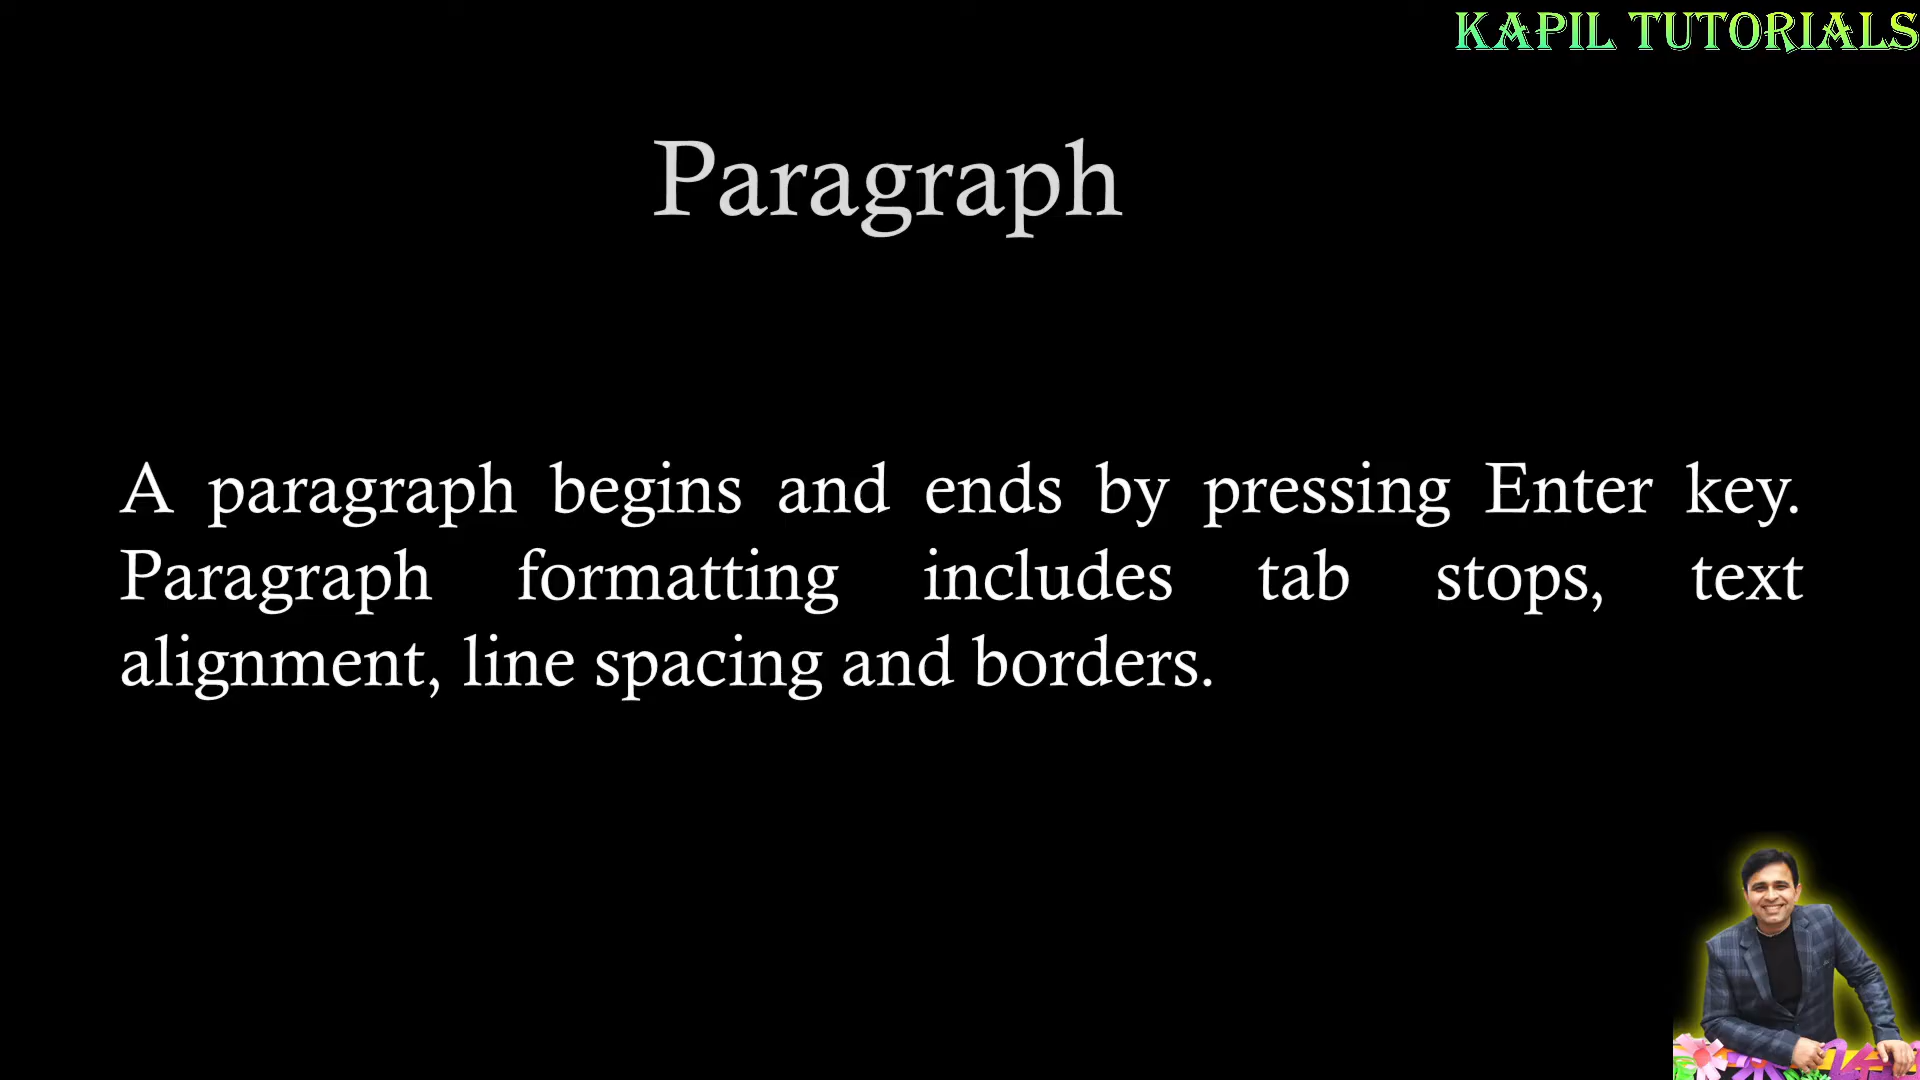 KAPIL TUTORIALS
Paragraph
A paragraph begins and ends by pressing Enter key.
Paragraph formatting includes tab stops, text
alignment, line spacing and borders.